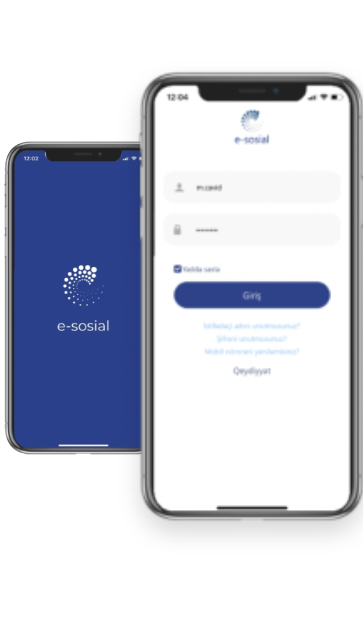 12:02
e-sosial
12:04
e-sosial
m.cavid
Yadda saxla
Giriş
İstifadəçi adını unutmusunuz?
Şifrəni unutmusunuz?
Mobil nömrəni yeniləmisiniz?
Qeydiyyat